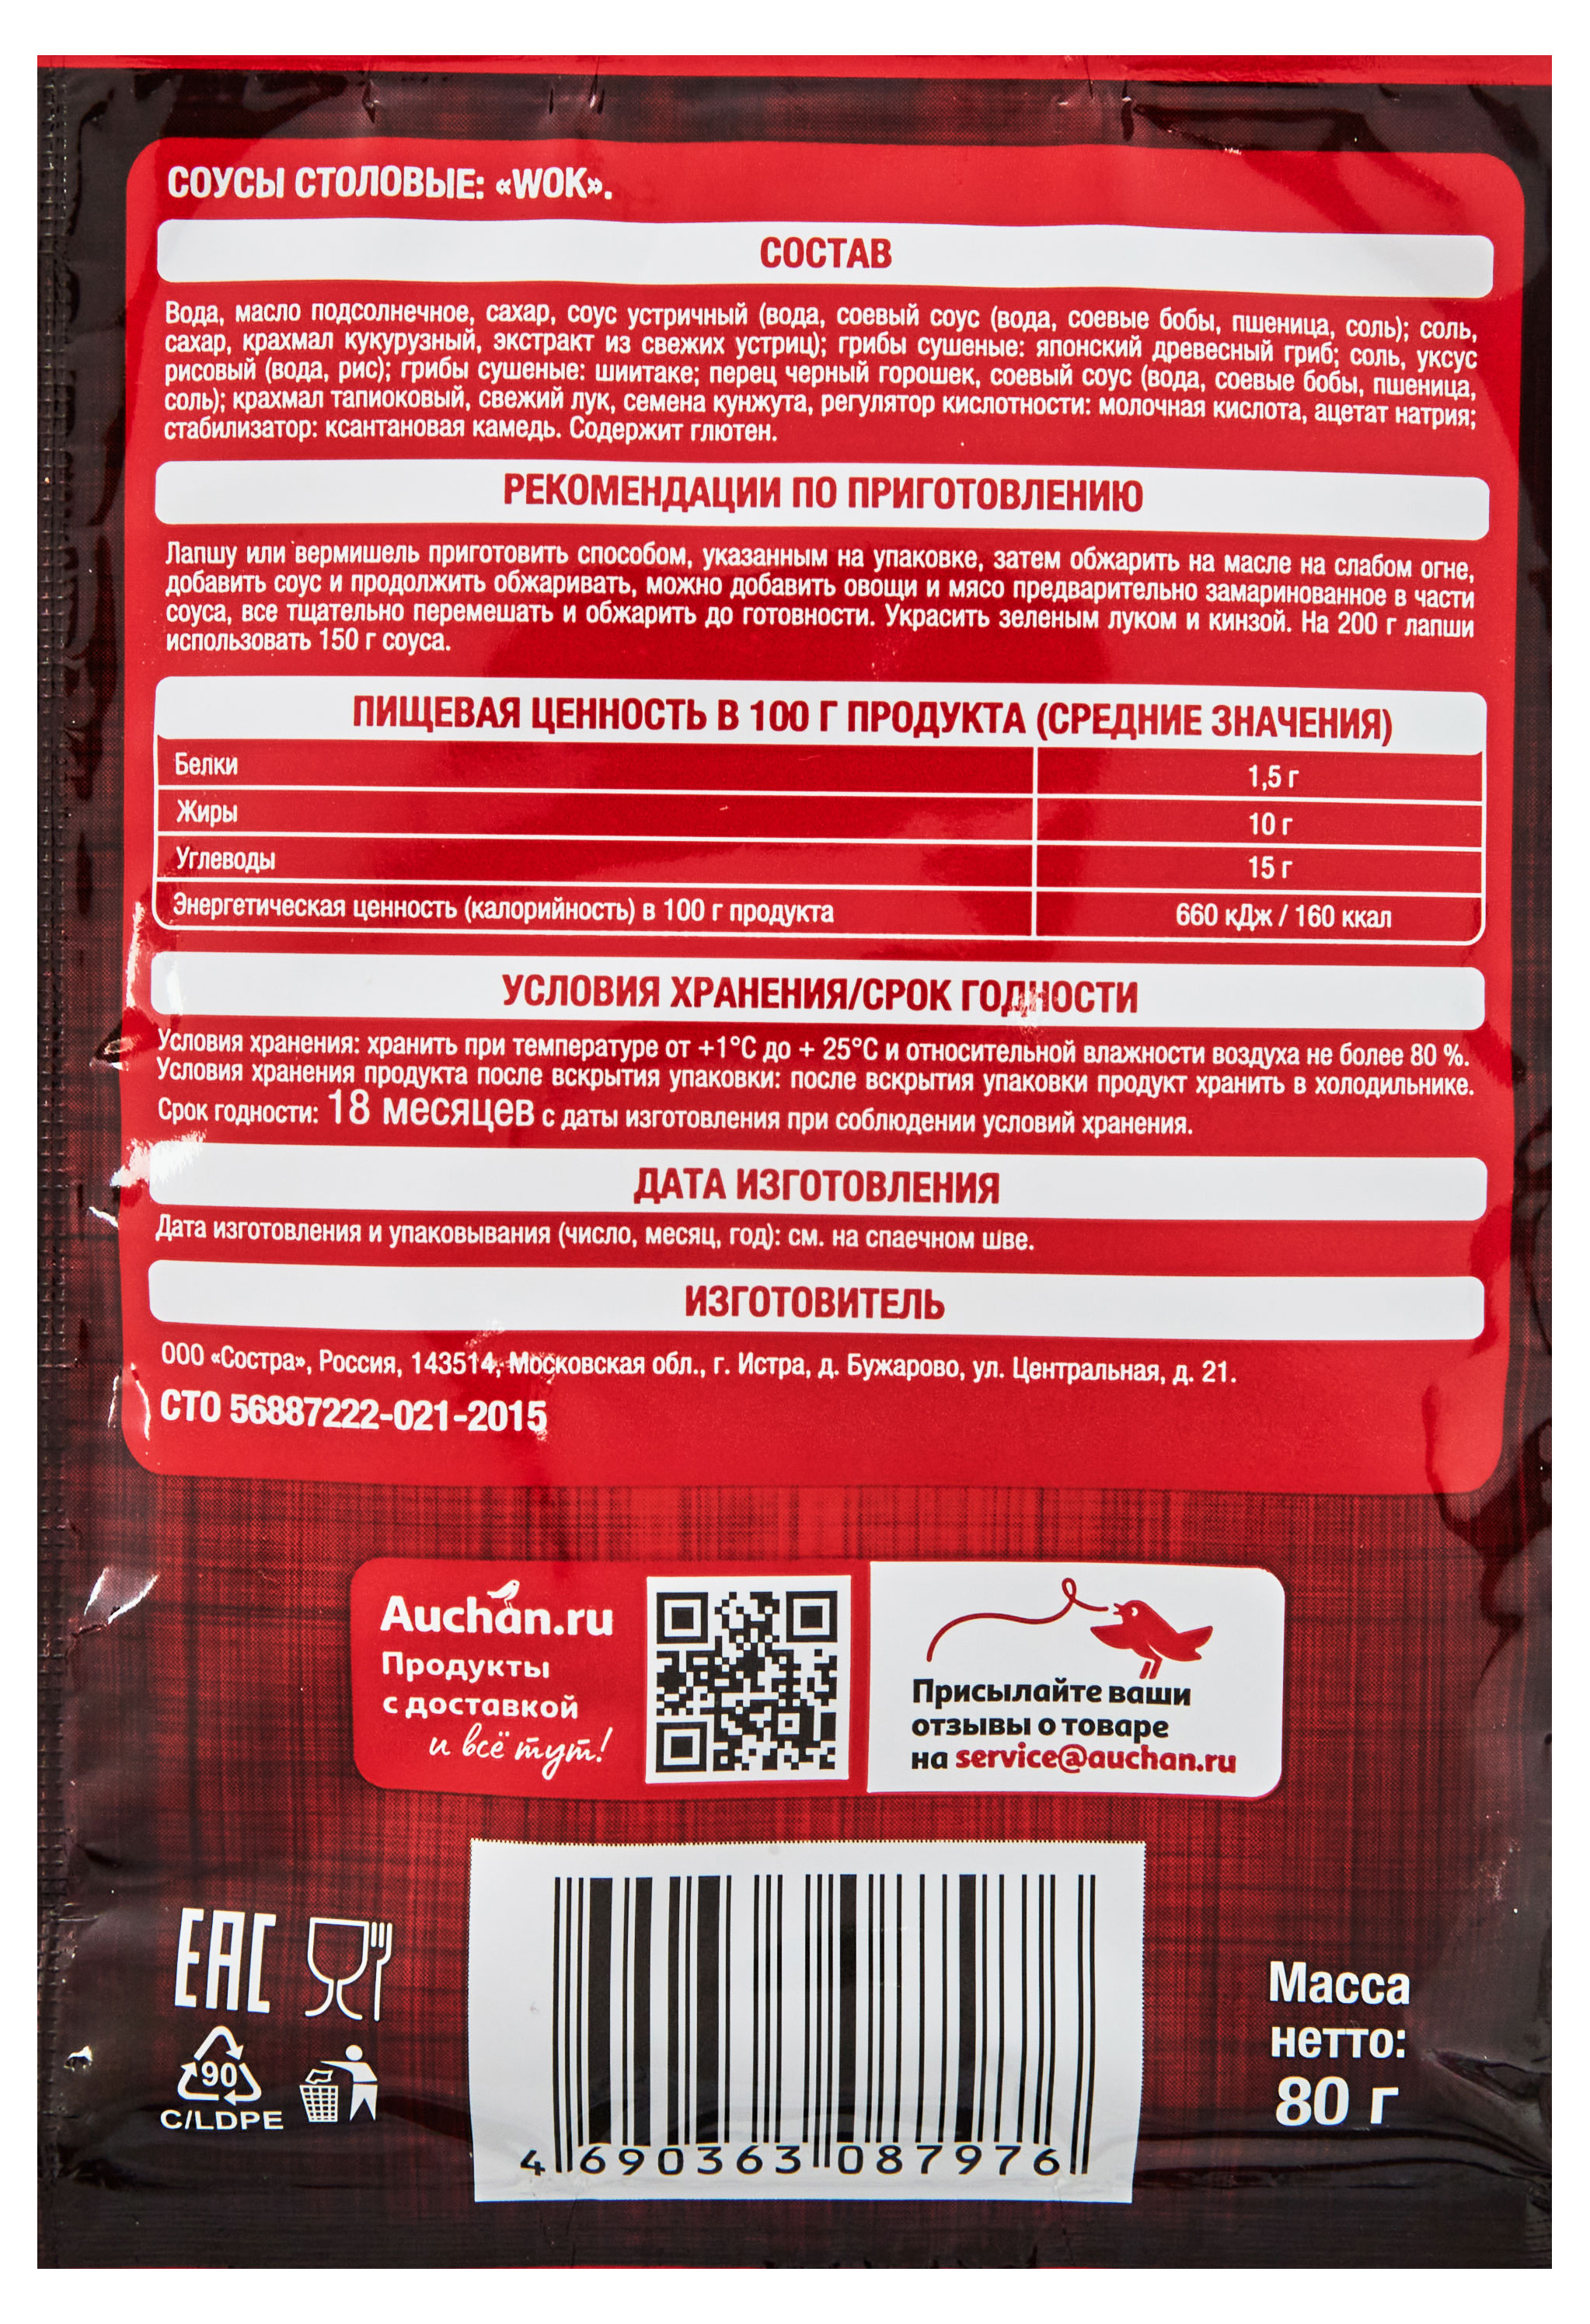 СОУСЫ СТОЛОВЫЕ: «WOK».
СОСТАВ
Вода, масло подсолнечное, сахар, соус устричный (вода, соевый соус (вода, соевые бобы, пшеница, соль); соль,
сахар, крахмал кукурузный, экстракт из свежих устриц); грибы сушеные: японский древесный гриб; соль, уксус
рисовый (вода, рис); грибы сушеные: шиитаке; перец черный горошек, соевый соус (вода, соевые бобы, пшеница,
соль); крахмал тапиоковый, свежий лук, семена кунжута, регулятор кислотности: молочная кислота, ацетат натрия;
стабилизатор: ксантановая камедь. Содержит глютен.
РЕКОМЕНДАЦИИ ПО ПРИГОТОВЛЕНИЮ
Лапшу или вермишель приготовить способом, указанным на упаковке, затем обжарить на масле на слабом огне,
добавить соус и продолжить обжаривать, можно добавить овощи и мясо предварительно замаринованное в части
соуса, все тщательно перемешать и обжарить до готовности. Украсить зеленым луком и кинзой. На 200 г лапши
использовать 150 г соуса.
ПИЩЕВАЯ ЦЕННОСТЬ В 100 Г ПРОДУКТА (СРЕДНИЕ ЗНАЧЕНИЯ)
Белки 1,5 г
Жиры 10 г
Углеводы 15 г
Энергетическая ценность (калорийность) в 100 г продукта 660 кДж / 160 ккал
УСЛОВИЯ ХРАНЕНИЯ/СРОК ГОДНОСТИ
Условия хранения: хранить при температуре от +1°C до + 25°C и относительной влажности воздуха не более 80 %.
Условия хранения продукта после вскрытия упаковки: после вскрытия упаковки продукт хранить в холодильнике.
Срок годности: 18 месяцев с даты изготовления при соблюдении условий хранения.
ДАТА ИЗГОТОВЛЕНИЯ
Дата изготовления и упаковывания (число, месяц, год): см. на спаечном шве.
ИЗГОТОВИТЕЛЬ
ООО «Состра», Россия, 143514, Московская обл., г. Истра, д. Бужарово, ул. Центральная, д. 21.
СТО 56887222-021-2015
Auchan.ru
Продукты
с доставкой
и всё тут!
Присылайте ваши
отзывы о товаре
на service@auchan.ru
EAC
90
C/LDPE
4 690363 087976
Масса
нетто:
80 г